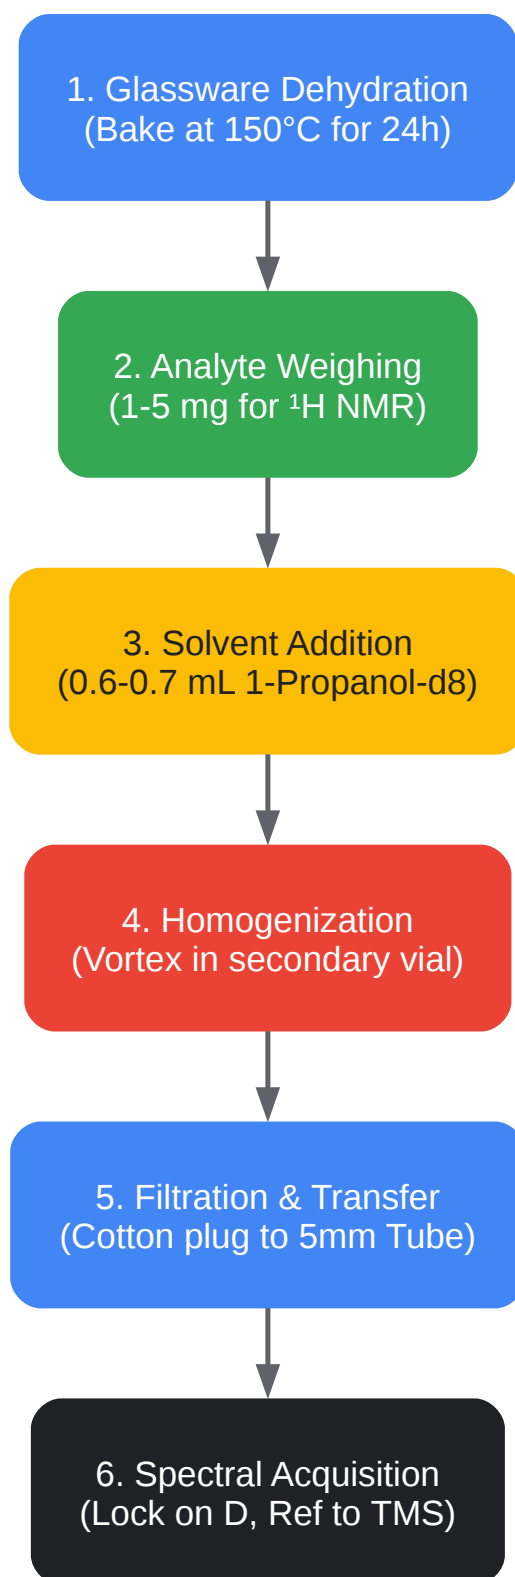 1. Glassware Dehydration
(Bake at 150°C for 24h)
2. Analyte Weighing
(1-5 mg for ¹H NMR)
3. Solvent Addition
(0.6-0.7 mL 1-Propanol-d8)
4. Homogenization
(Vortex in secondary vial)
5. Filtration & Transfer
(Cotton plug to 5mm Tube)
6. Spectral Acquisition
(Lock on D, Ref to TMS)